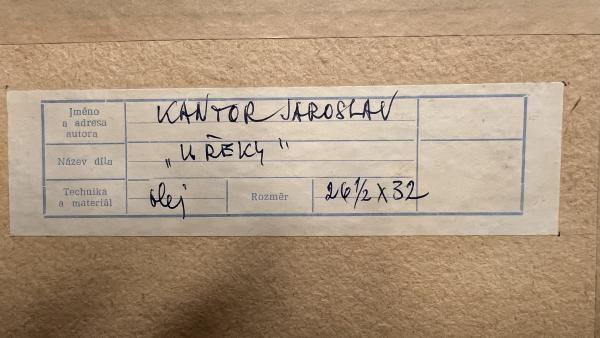 Jméno
a adresa
autora
KANTOR JAROSLAV
Název díla
„U ŘEKY"
Technika
a materiál
olej
Rozměr
26 1/2 X 32